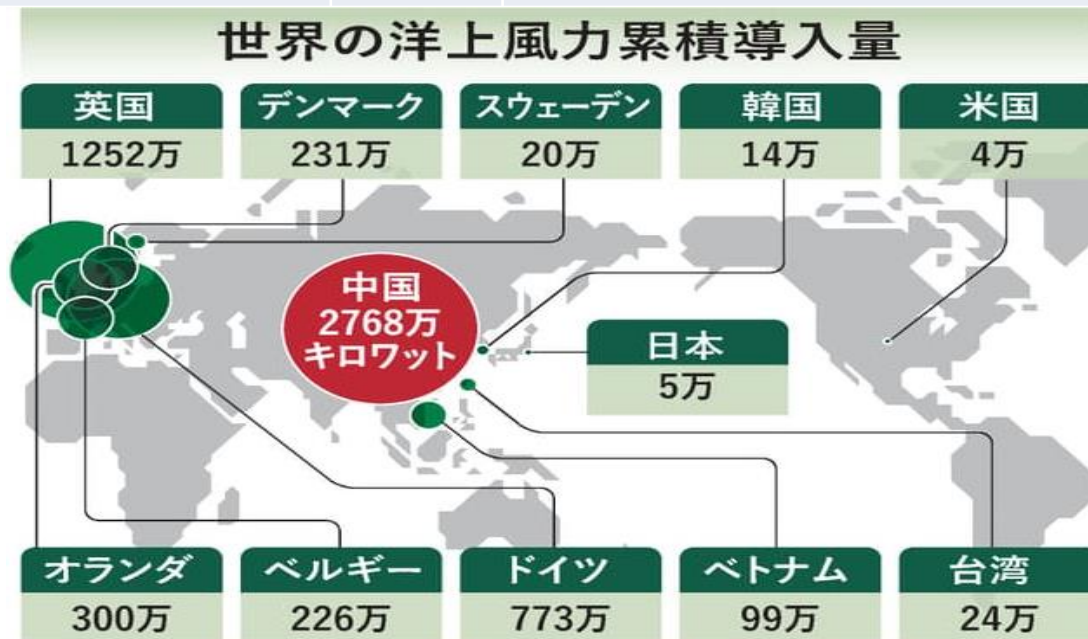 世界の洋上風力累積導入量
英国
1252万
デンマーク
231万
スウェーデン
20万
韓国
14万
米国
4万
中国
2768万
キロワット
日本
5万
オランダ
300万
ベルギー
226万
ドイツ
773万
ベトナム
99万
台湾
24万